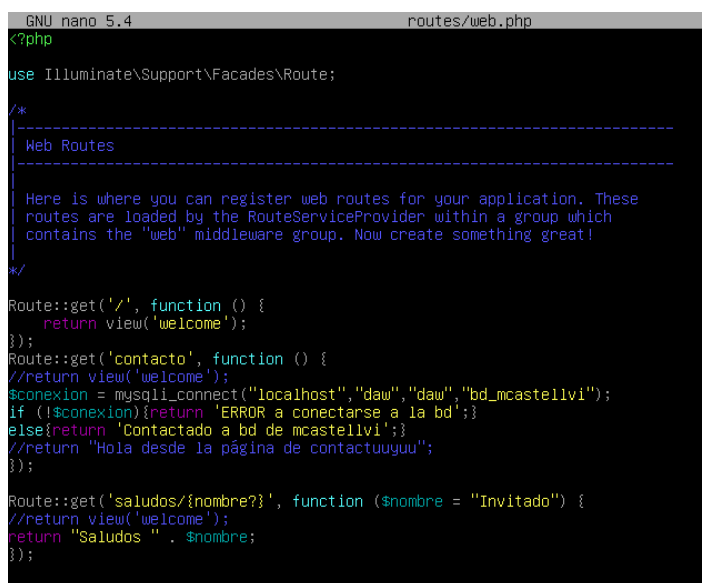 GNU nano 5.4 routes/web.php
<?php
use Illuminate\Support\Facades\Route;
/*
|--------------------------------------------------------------------------
| Web Routes
|--------------------------------------------------------------------------
|
| Here is where you can register web routes for your application. These
| routes are loaded by the RouteServiceProvider within a group which
| contains the "web" middleware group. Now create something great!
|
*/
Route::get('/', function () {
    return view('welcome');
});
Route::get('contacto', function () {
//return view('welcome');
$conexion = mysqli_connect("localhost","daw","daw","bd_mcastellvi");
if (!$conexion){return 'ERROR a conectarse a la bd';}
else{return 'Contactado a bd de mcastellvi';}
//return "Hola desde la página de contactuuyuu";
});
Route::get('saludos/{nombre?}', function ($nombre = "Invitado") {
//return view('welcome');
return "Saludos " . $nombre;
});